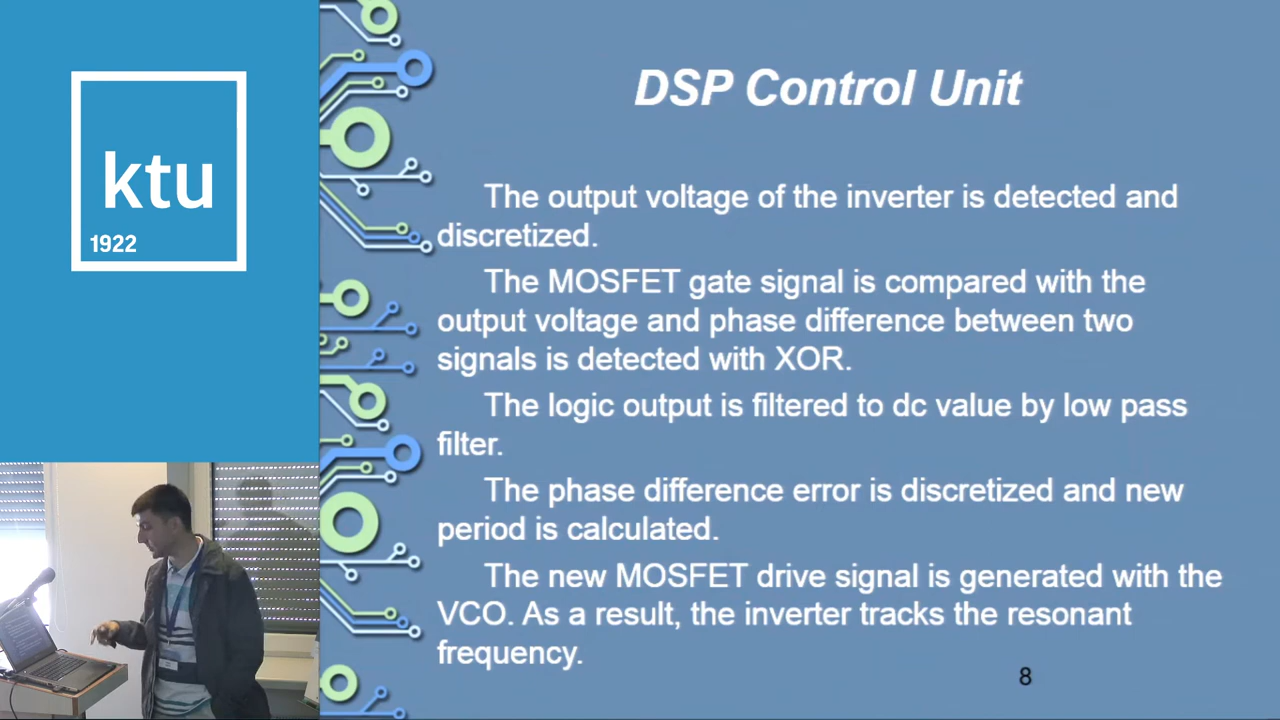 ktu
1922
DSP Control Unit
The output voltage of the inverter is detected and
discretized.
The MOSFET gate signal is compared with the
output voltage and phase difference between two
signals is detected with XOR.
The logic output is filtered to dc value by low pass
filter.
The phase difference error is discretized and new
period is calculated.
The new MOSFET drive signal is generated with the
VCO. As a result, the inverter tracks the resonant
frequency.
8